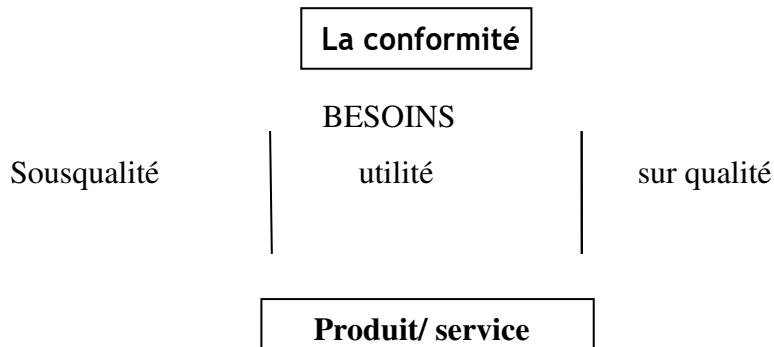 La conformité
BESOINS
Sousqualité utilité sur qualité
Produit/ service